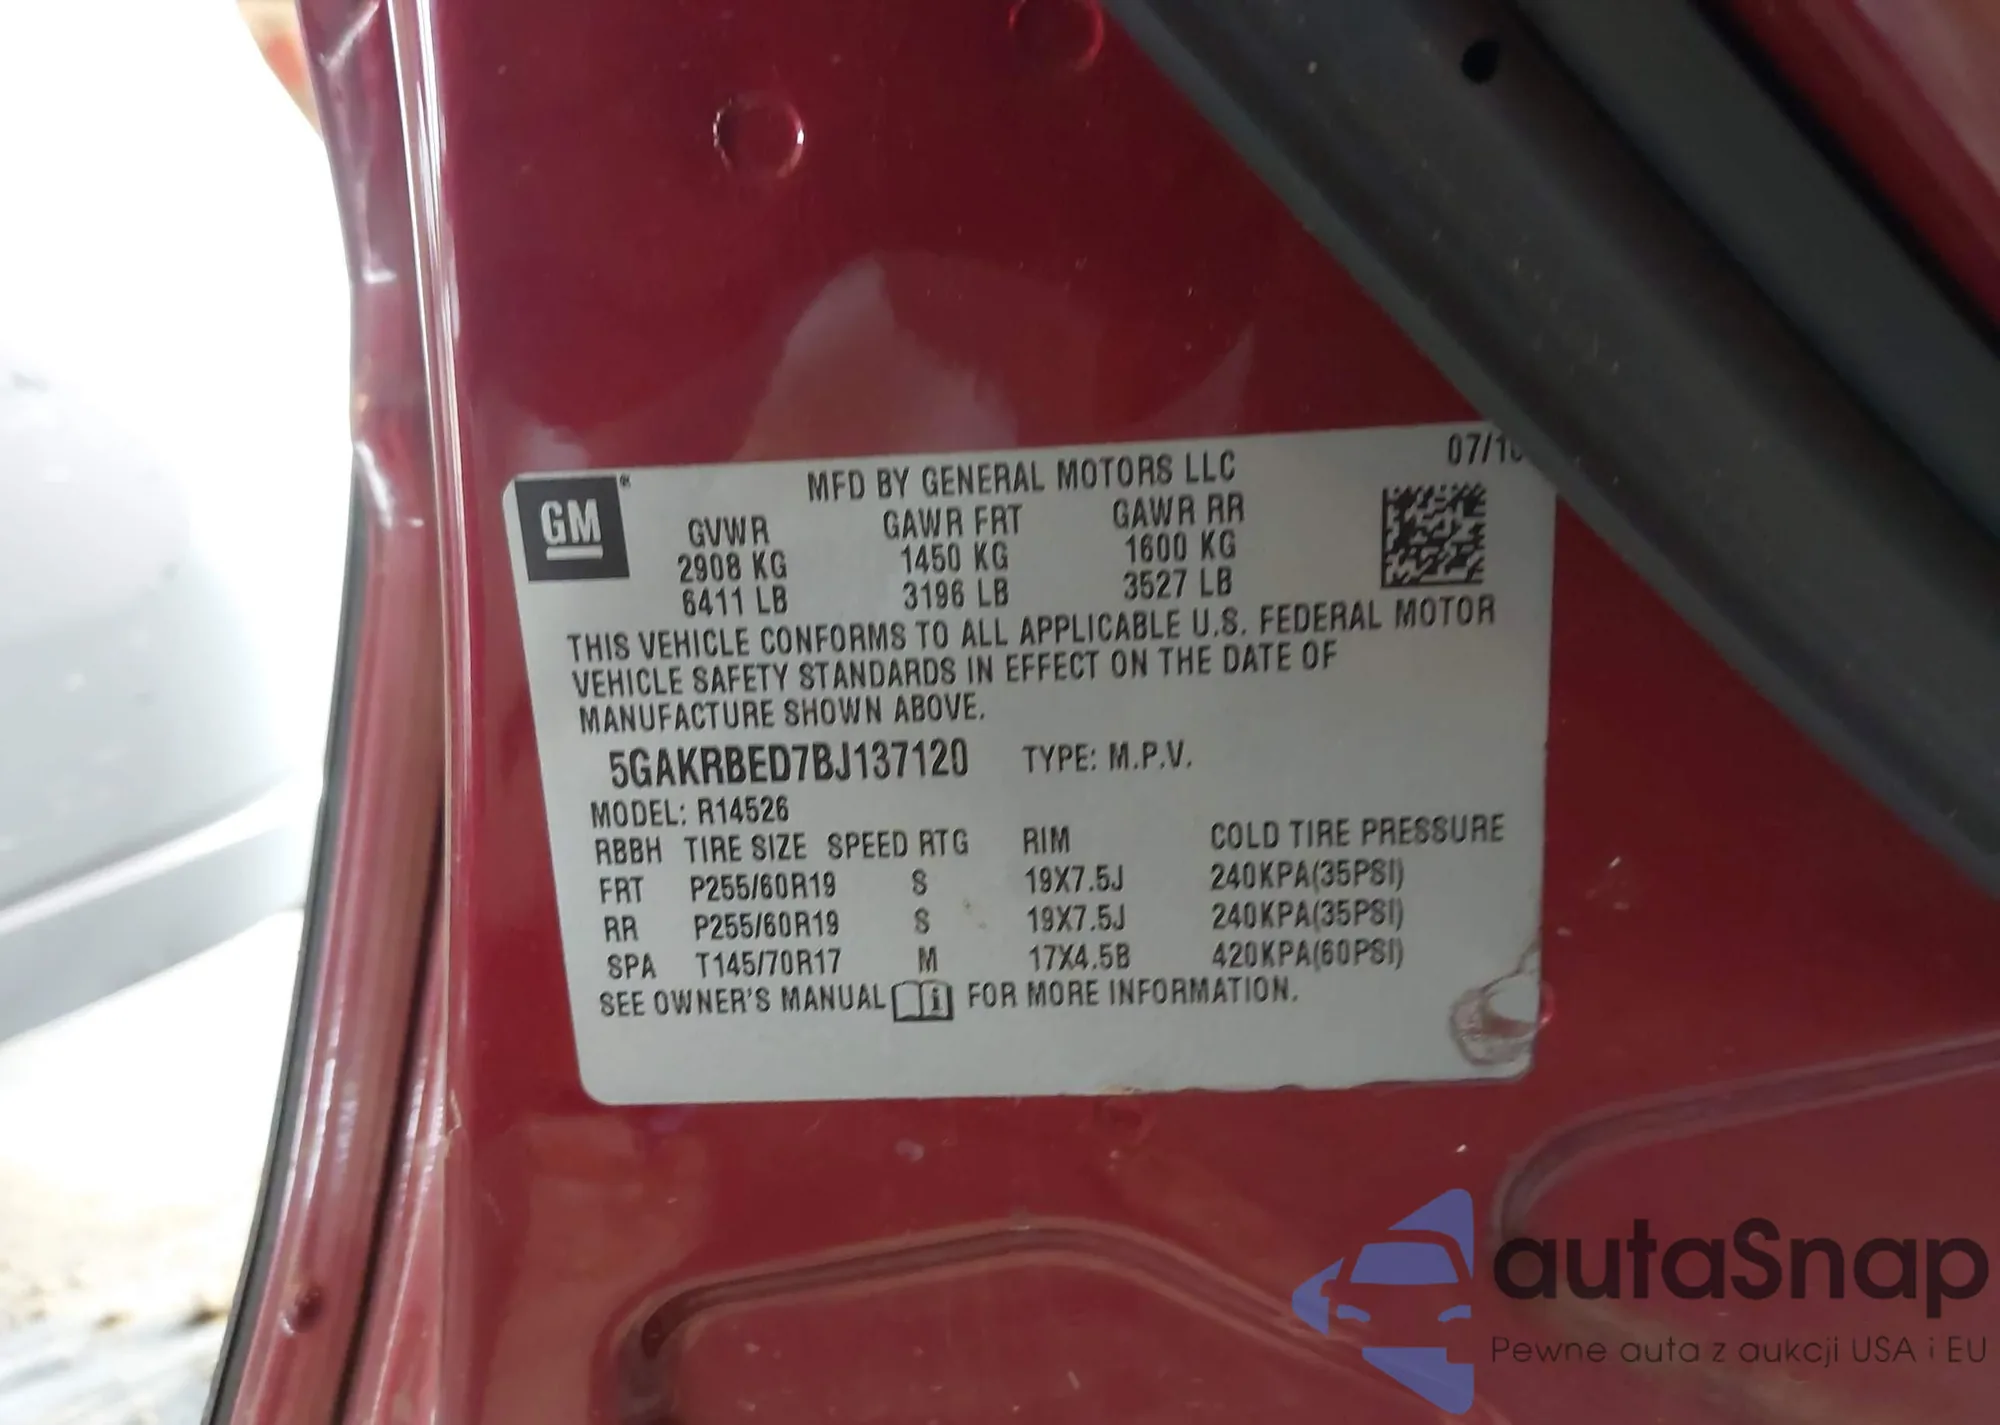 MFD BY GENERAL MOTORS LLC 07/10
GM
GVWR GAWR FRT GAWR RR
2908 KG 1450 KG 1600 KG
6411 LB 3196 LB 3527 LB
THIS VEHICLE CONFORMS TO ALL APPLICABLE U.S. FEDERAL MOTOR
VEHICLE SAFETY STANDARDS IN EFFECT ON THE DATE OF
MANUFACTURE SHOWN ABOVE.
5GAKRBED7BJ137120 TYPE: M.P.V.
MODEL: R14526
RBBH TIRE SIZE SPEED RTG RIM COLD TIRE PRESSURE
FRT P255/60R19 S 19X7.5J 240KPA(35PSI)
RR P255/60R19 S 19X7.5J 240KPA(35PSI)
SPA T145/70R17 M 17X4.5B 420KPA(60PSI)
SEE OWNER'S MANUAL i FOR MORE INFORMATION.
autaSnap
Pewne auta z aukcji USA i EU